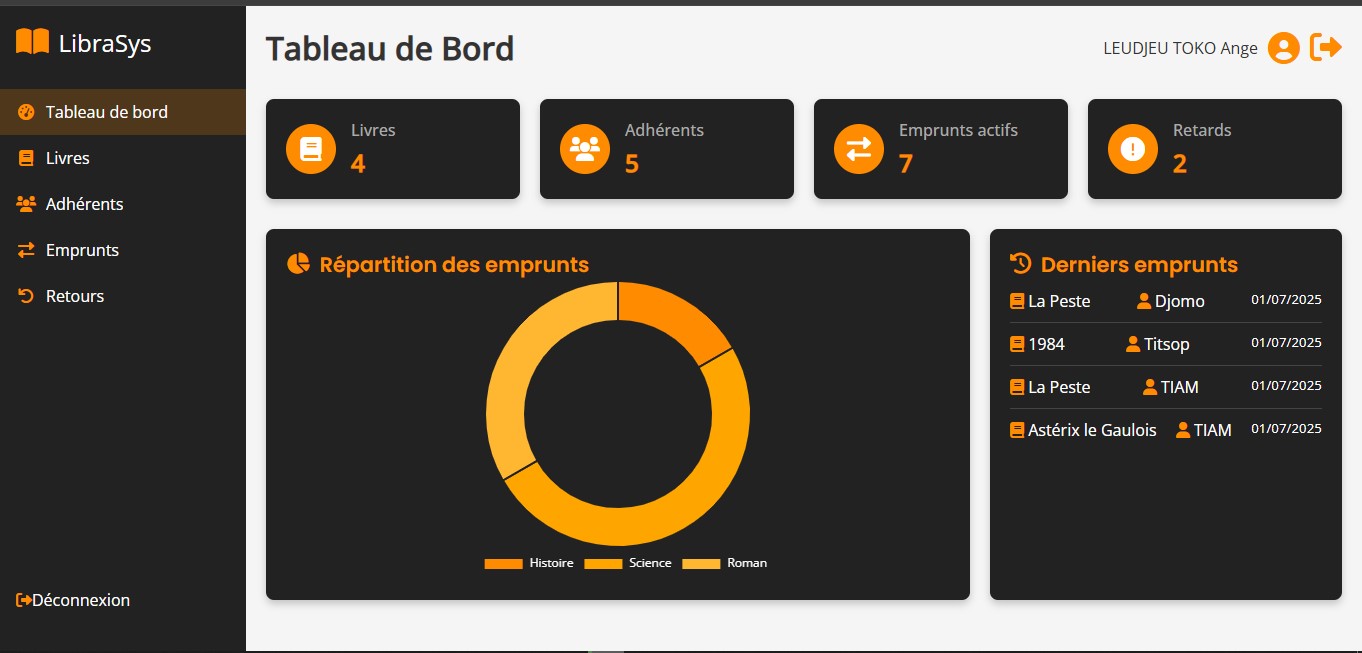 LibraSys
Tableau de bord
Livres
Adhérents
Emprunts
Retours
Déconnexion
Tableau de Bord
LEUDJEU TOKO Ange
Livres
4
Adhérents
5
Emprunts actifs
7
Retards
2
Répartition des emprunts
Histoire Science Roman
Derniers emprunts
La Peste Djomo 01/07/2025
1984 Titsop 01/07/2025
La Peste TIAM 01/07/2025
Astérix le Gaulois TIAM 01/07/2025